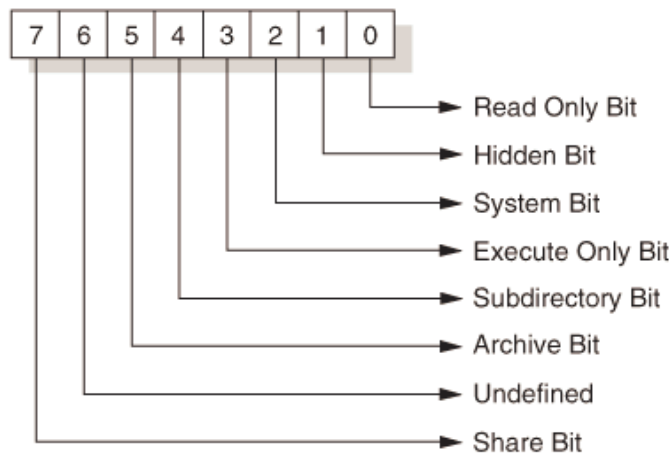 7 6 5 4 3 2 1 0
Read Only Bit
Hidden Bit
System Bit
Execute Only Bit
Subdirectory Bit
Archive Bit
Undefined
Share Bit